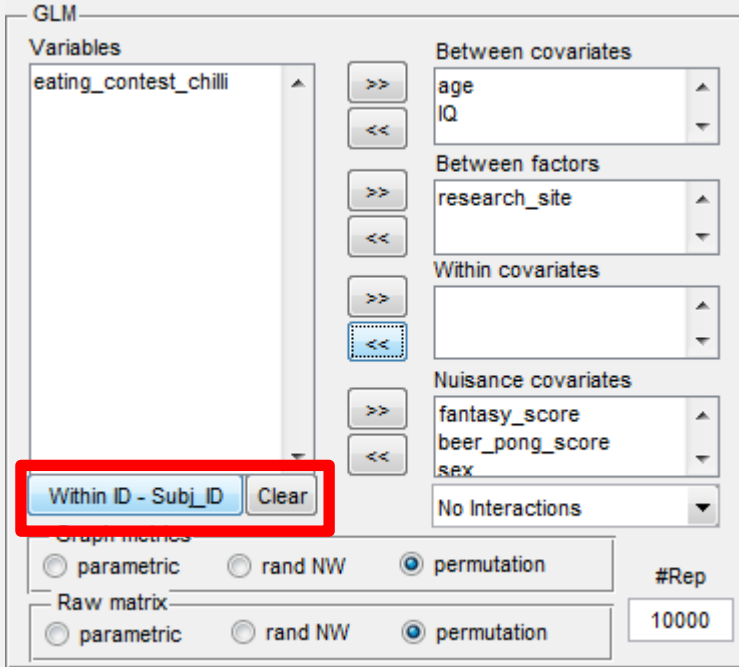 GLM
Variables
eating_contest_chilli
>>
<<
Between covariates
age
IQ
>>
<<
Between factors
research_site
>>
<<
Within covariates
>>
<<
Nuisance covariates
fantasy_score
beer_pong_score
sex
Within ID - Subj_ID
Clear
No Interactions
Graph metrics
parametric
rand NW
permutation
#Rep
10000
Raw matrix
parametric
rand NW
permutation